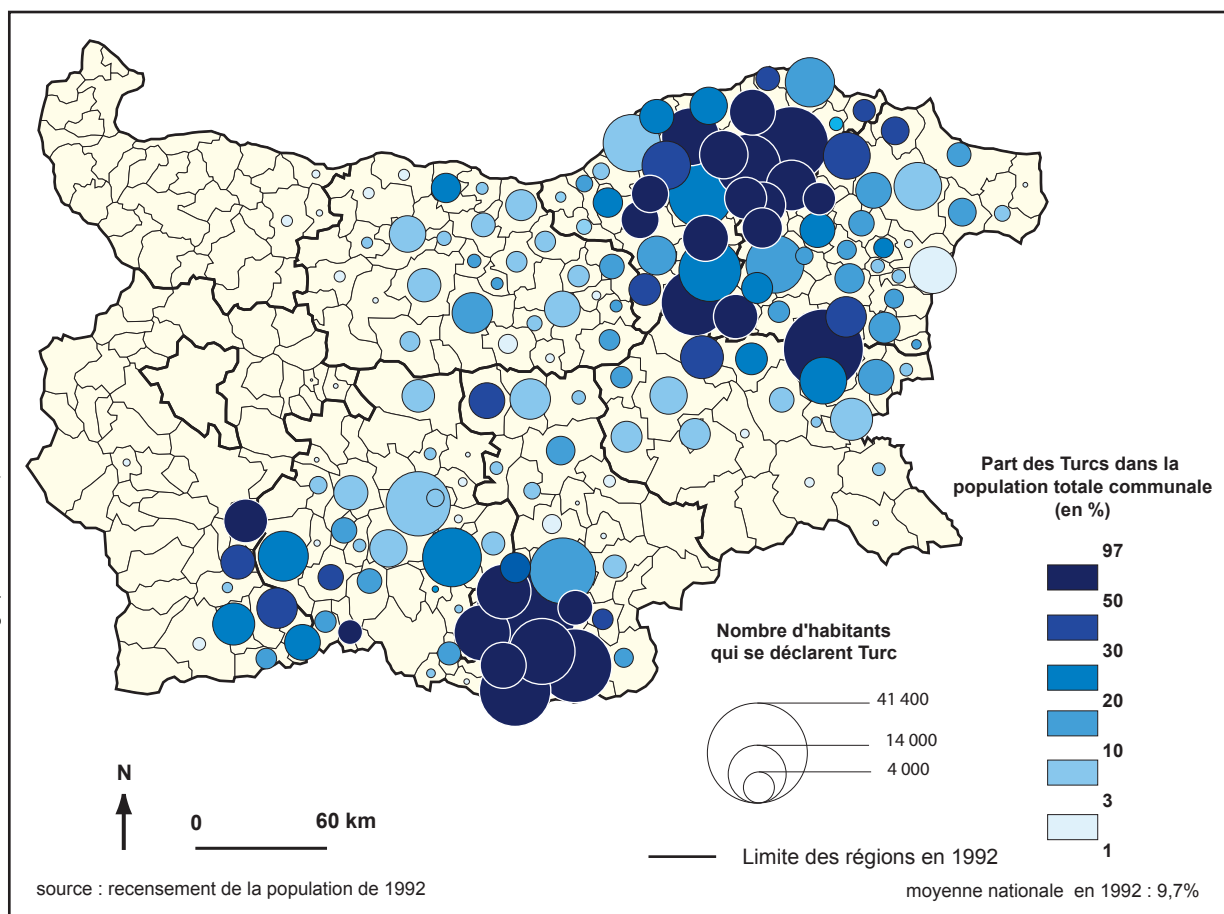 Part des Turcs dans la
population totale communale
(en %)
97
50
30
20
10
3
1
Nombre d'habitants
qui se déclarent Turc
41 400
14 000
4 000
N
0
60 km
Limite des régions en 1992
source : recensement de la population de 1992
moyenne nationale en 1992 : 9,7%